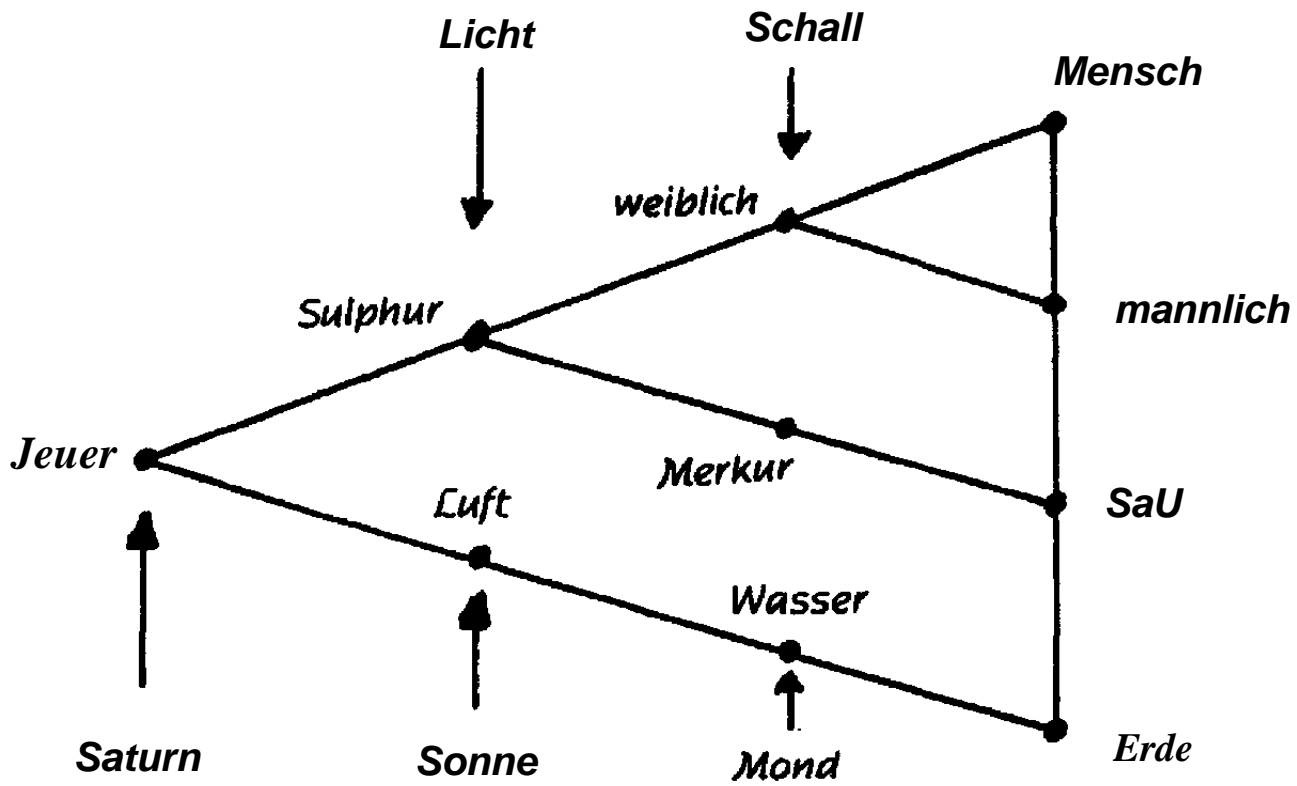 Licht
Schall
Mensch
weiblich
Sulphur
mannlich
Jeuer
Merkur
Luft
SaU
Wasser
Saturn
Sonne
Mond
Erde